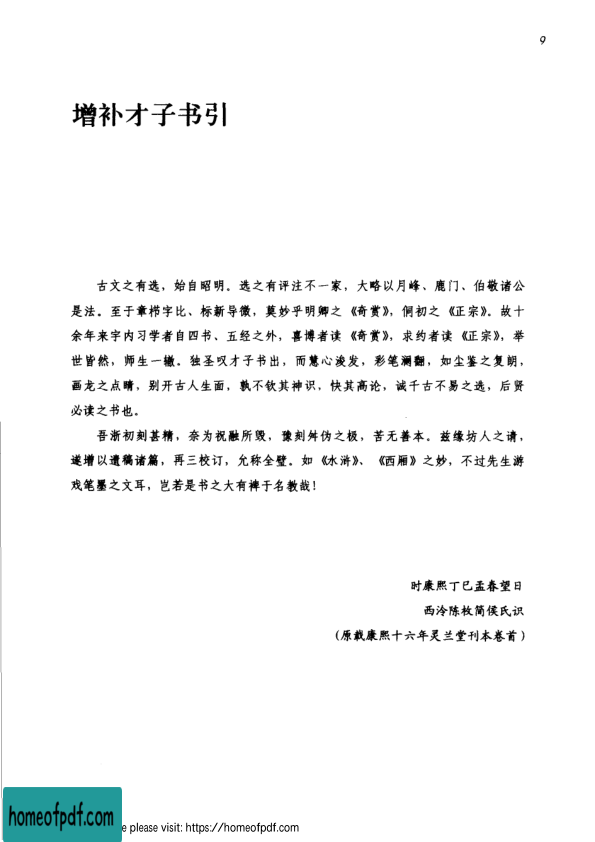 9
增补才子书引
古文之有选，始自昭明。选之有评注不一家，大略以月峰、鹿门、伯敬诸公
是法。至于章栉字比、标新导微，莫妙乎明卿之《奇赏》，侗初之《正宗》。故十
余年来宇内习学者自四书、五经之外，喜博者读《奇赏》，求约者读《正宗》，举
世皆然，师生一辙。独圣叹才子书出，而慧心浚发，彩笔澜翻，如尘鉴之复朗，
画龙之点睛，别开古人生面，孰不钦其神识，快其高论，诚千古不易之选，后贤
必读之书也。
吾浙初刻甚精，奈为祝融所毁，豫刻舛伪之极，苦无善本。兹缘坊人之请，
遂增以遗稿诸篇，再三校订，允称全璧。如《水浒》、《西厢》之妙，不过先生游
戏笔墨之文耳，岂若是书之大有裨于名教哉！
时康熙丁巳孟春望日
西泠陈枚简侯氏识
（原载康熙十六年灵兰堂刊本卷首）
homeofpdf.com
e please visit: https://homeofpdf.com